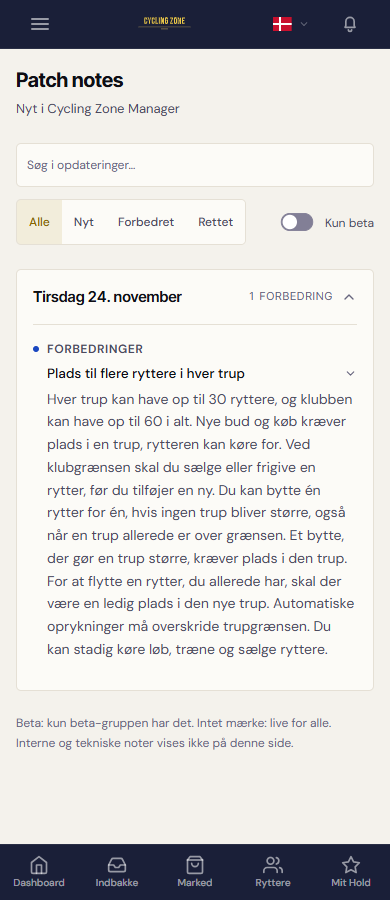 CYCLING ZONE
Patch notes
Nyt i Cycling Zone Manager
Søg i opdateringer...
Alle
Nyt
Forbedret
Rettet
Kun beta
Tirsdag 24. november
1 FORBEDRING
FORBEDRINGER
Plads til flere ryttere i hver trup
Hver trup kan have op til 30 ryttere, og klubben
kan have op til 60 i alt. Nye bud og køb kræver
plads i en trup, rytteren kan køre for. Ved
klubgrænsen skal du sælge eller frigive en
rytter, før du tilføjer en ny. Du kan bytte én
rytter for én, hvis ingen trup bliver større, også
når en trup allerede er over grænsen. Et bytte,
der gør en trup større, kræver plads i den trup.
For at flytte en rytter, du allerede har, skal der
være en ledig plads i den nye trup. Automatiske
oprykninger må overskride trupgrænsen. Du
kan stadig køre løb, træne og sælge ryttere.
Beta: kun beta-gruppen har det. Intet mærke: live for alle.
Interne og tekniske noter vises ikke på denne side.
Dashboard
Indbakke
Marked
Ryttere
Mit Hold